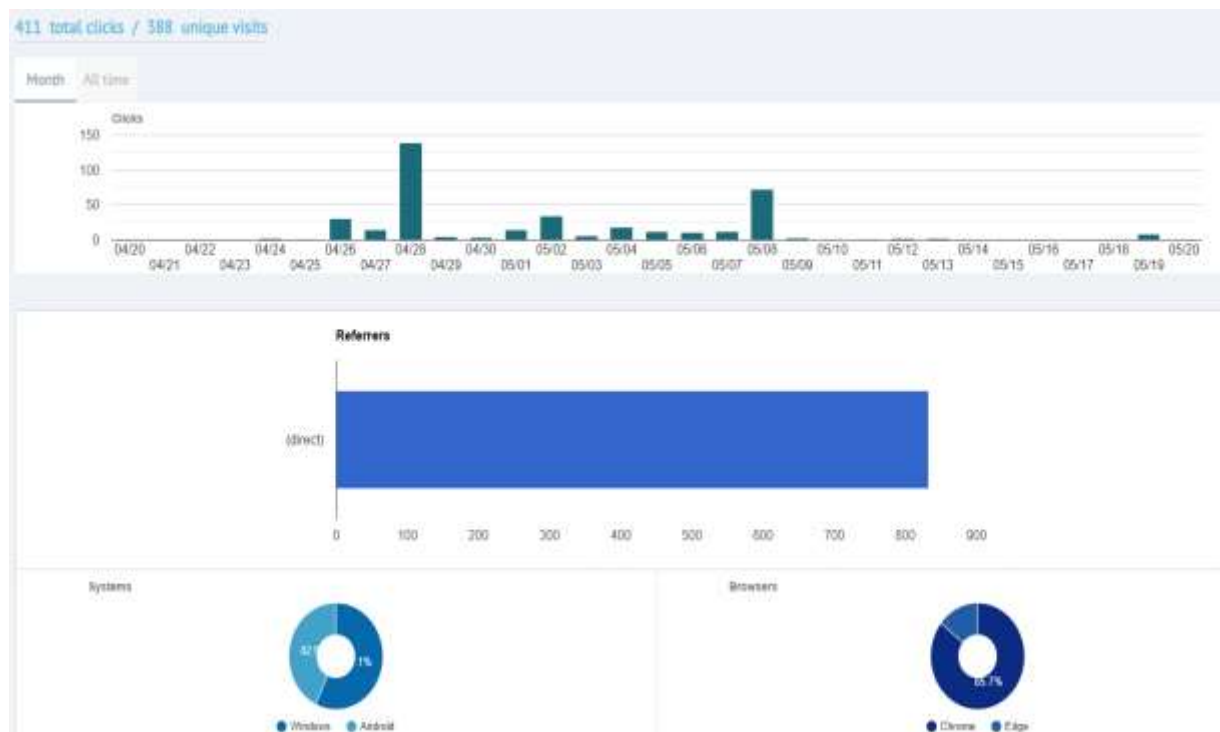 411 total clicks / 388 unique visits
Month All time
Clicks
150
100
50
0
04/20 04/22 04/24 04/26 04/28 04/30 05/02 05/04 05/06 05/08 05/10 05/12 05/14 05/16 05/18 05/20
04/21 04/23 04/25 04/27 04/29 05/01 05/03 05/05 05/07 05/09 05/11 05/13 05/15 05/17 05/19
Referrers
(direct)
0 100 200 300 400 500 600 700 800 900
Systems Browsers
1%
85.7%
Windows Android Chrome Edge